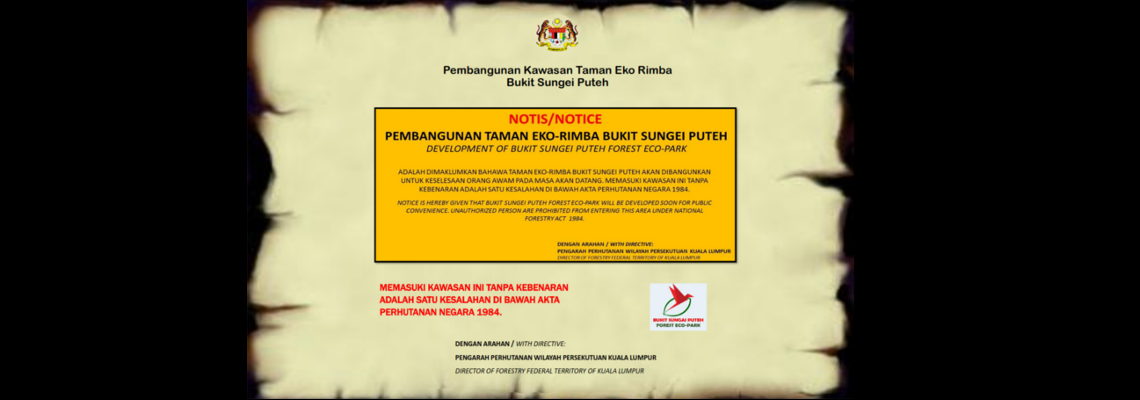 Pembangunan Kawasan Taman Eko Rimba
Bukit Sungei Puteh
NOTIS/NOTICE
PEMBANGUNAN TAMAN EKO-RIMBA BUKIT SUNGEI PUTEH
DEVELOPMENT OF BUKIT SUNGEI PUTEH FOREST ECO-PARK
ADALAH DIMAKLUMKAN BAHAWA TAMAN EKO-RIMBA BUKIT SUNGEI PUTEH AKAN DIBANGUNKAN
UNTUK KESELESAAN ORANG AWAM PADA MASA AKAN DATANG. MEMASUKI KAWASAN INI TANPA
KEBENARAN ADALAH SATU KESALAHAN DI BAWAH AKTA PERHUTANAN NEGARA 1984.
NOTICE IS HEREBY GIVEN THAT BUKIT SUNGEI PUTEH FOREST ECO-PARK WILL BE DEVELOPED SOON FOR PUBLIC
CONVENIENCE. UNAUTHORIZED PERSON ARE PROHIBITED FROM ENTERING THIS AREA UNDER NATIONAL
FORESTRY ACT 1984.
DENGAN ARAHAN / WITH DIRECTIVE:
PENGARAH PERHUTANAN WILAYAH PERSEKUTUAN KUALA LUMPUR
DIRECTOR OF FORESTRY FEDERAL TERRITORY OF KUALA LUMPUR
MEMASUKI KAWASAN INI TANPA KEBENARAN
ADALAH SATU KESALAHAN DI BAWAH AKTA
PERHUTANAN NEGARA 1984.
BUKIT SUNGAI PUTEH
FOREIT ECO-PARK
DENGAN ARAHAN / WITH DIRECTIVE:
PENGARAH PERHUTANAN WILAYAH PERSEKUTUAN KUALA LUMPUR
DIRECTOR OF FORESTRY FEDERAL TERRITORY OF KUALA LUMPUR